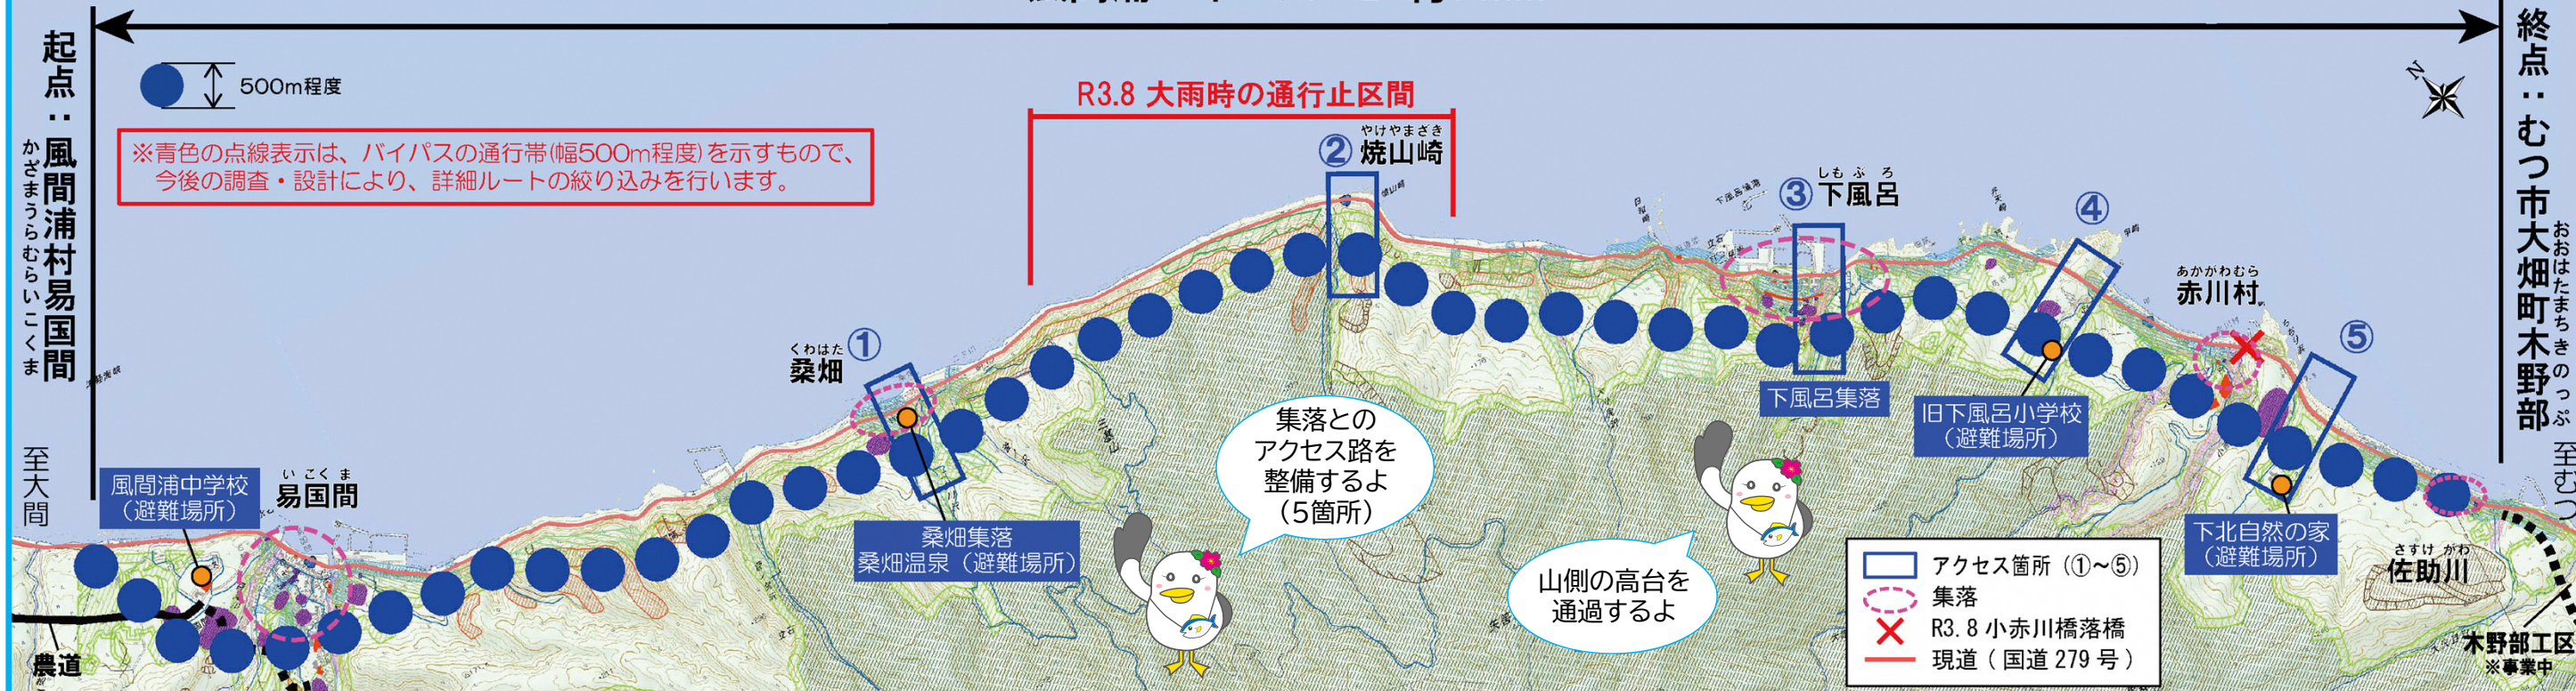 起点：風間浦村易国間
かざまうらむらいこくま
至大間
500m程度
※青色の点線表示は、バイパスの通行帯(幅500m程度)を示すもので、
今後の調査・設計により、詳細ルートの絞り込みを行います。
R3.8 大雨時の通行止区間
N
終点：むつ市大畑町木野部
おおはたまちきのっぷ
至むつ
風間浦中学校
（避難場所）
いこくま
易国間
農道
くわはた
桑畑
①
桑畑集落
桑畑温泉（避難場所）
②
やけやまざき
焼山崎
焼山崎
③
しもふろ
下風呂
下風呂漁港
下風呂集落
④
旧下風呂小学校
（避難場所）
あかがわむら
赤川村
⑤
下北自然の家
（避難場所）
さすけがわ
佐助川
木野部工区
※事業中
集落との
アクセス路を
整備するよ
（5箇所）
山側の高台を
通過するよ
アクセス箇所（①～⑤）
集落
R3.8 小赤川橋落橋
現道（国道279号）